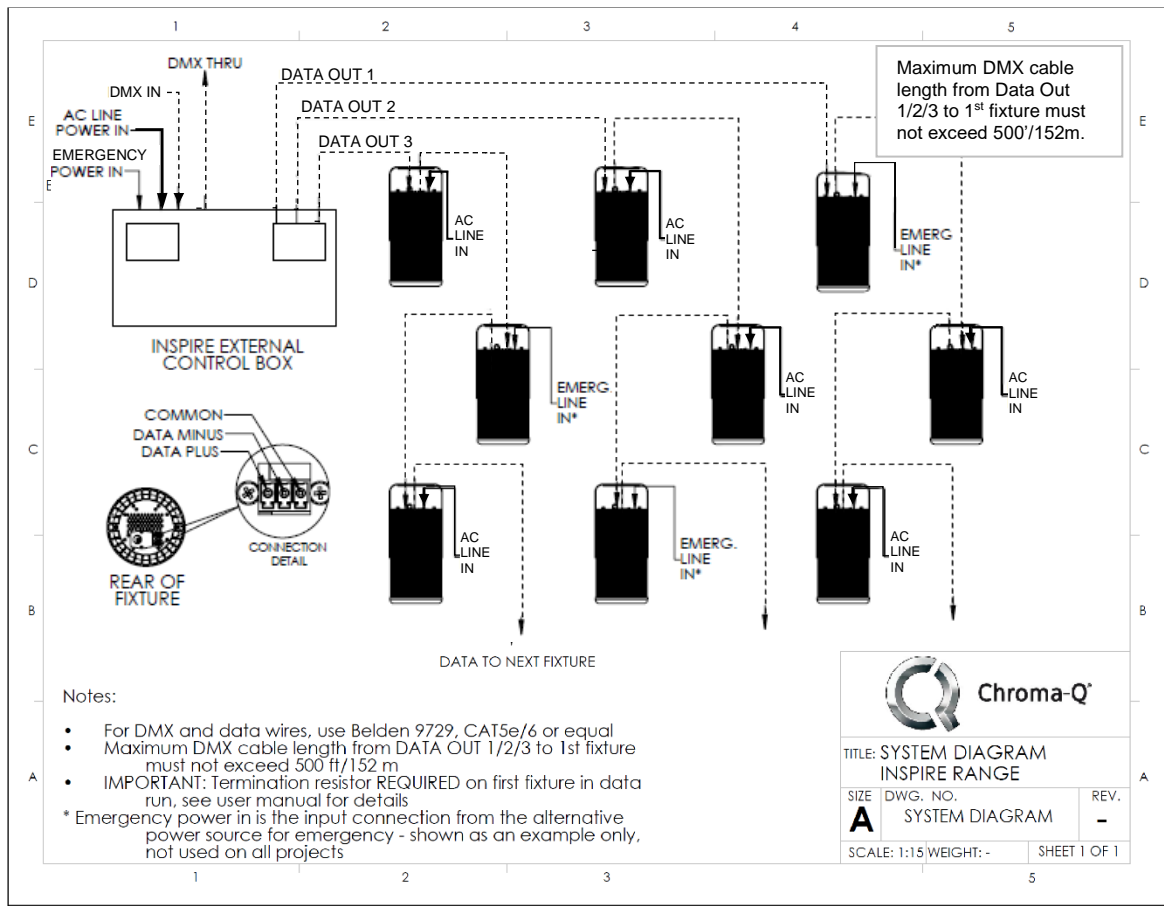 1 2 3 4 5
DMX THRU
DATA OUT 1
DMX IN
DATA OUT 2
AC LINE
POWER IN
DATA OUT 3
EMERGENCY
POWER IN
Maximum DMX cable
length from Data Out
1/2/3 to 1st fixture must
not exceed 500'/152m.
E
E
E
E
AC
LINE
IN
AC
LINE
IN
EMERG.
LINE
IN*
D
D
INSPIRE EXTERNAL
CONTROL BOX
EMERG.
LINE
IN*
AC
LINE
IN
AC
LINE
IN
COMMON
DATA MINUS
DATA PLUS
C
C
CONNECTION
DETAIL
REAR OF
FIXTURE
AC
LINE
IN
EMERG.
LINE
IN*
AC
LINE
IN
B
B
DATA TO NEXT FIXTURE
Notes:
• For DMX and data wires, use Belden 9729, CAT5e/6 or equal
• Maximum DMX cable length from DATA OUT 1/2/3 to 1st fixture
must not exceed 500 ft/152 m
• IMPORTANT: Termination resistor REQUIRED on first fixture in data
run, see user manual for details
* Emergency power in is the input connection from the alternative
power source for emergency - shown as an example only,
not used on all projects
A
A
Chroma-Q®
TITLE: SYSTEM DIAGRAM
INSPIRE RANGE
SIZE DWG. NO. REV.
A SYSTEM DIAGRAM -
SCALE: 1:15 WEIGHT: - SHEET 1 OF 1
1 2 3 5